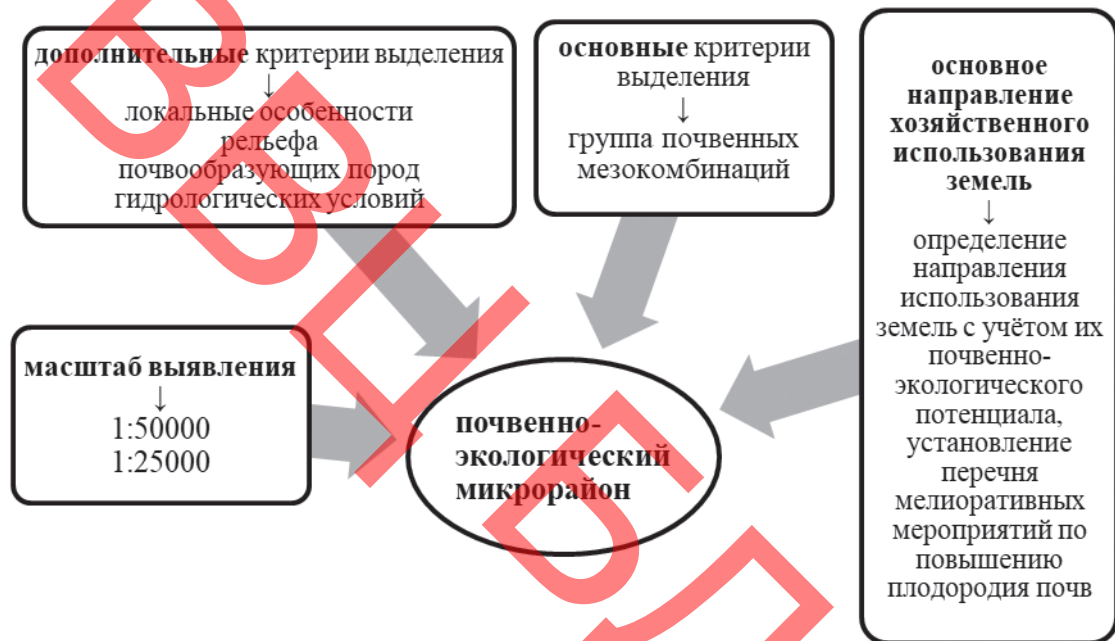 дополнительные критерии выделения
↓
локальные особенности
рельефа
почвообразующих пород
гидрологических условий
основные критерии
выделения
↓
группа почвенных
мезокомбинаций
основное
направление
хозяйственного
использования
земель
↓
определение
направления
использования
земель с учётом их
почвенно-
экологического
потенциала,
установление
перечня
мелиоративных
мероприятий по
повышению
плодородия почв
масштаб выявления
↓
1:50000
1:25000
почвенно-
экологический
микрорайон